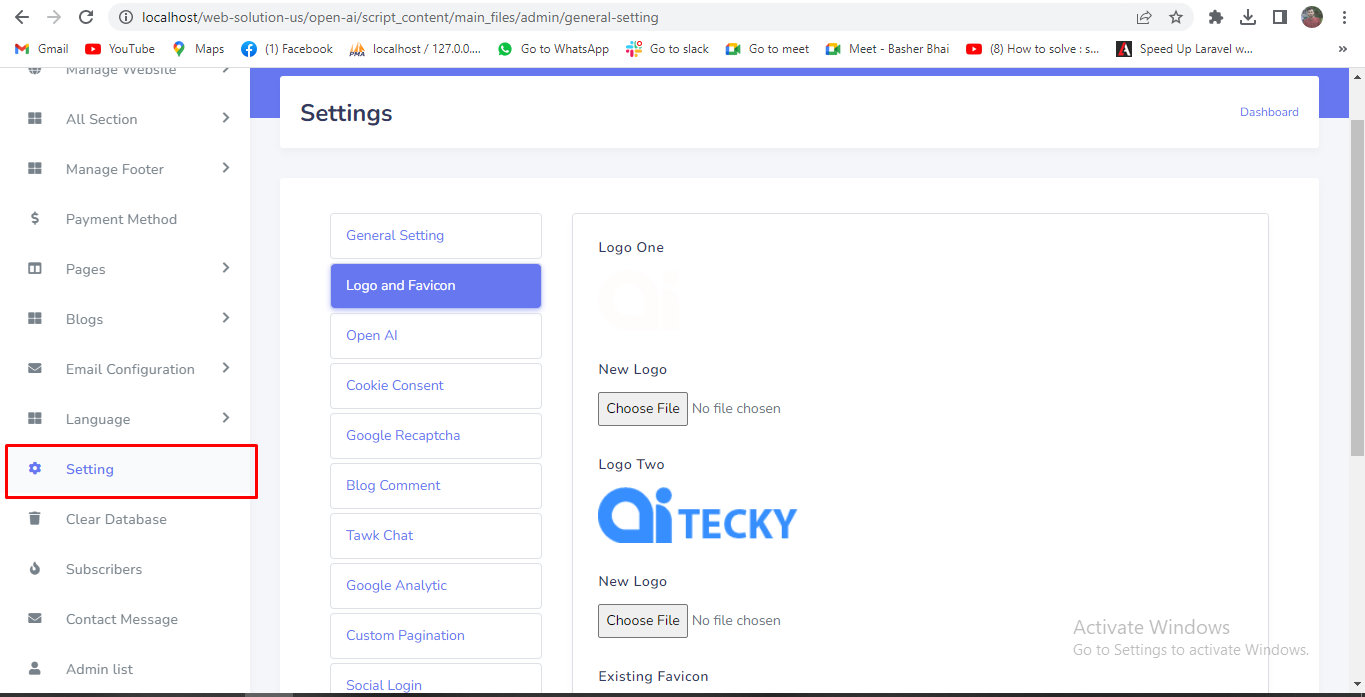 localhost/web-solution-us/open-ai/script_content/main_files/admin/general-setting
Gmail
YouTube
Maps
(1) Facebook
PMA
localhost / 127.0.0....
Go to WhatsApp
Go to slack
Go to meet
Meet - Basher Bhai
(8) How to solve : s...
Speed Up Laravel w...
»
Manage Website
All Section
Manage Footer
Payment Method
Pages
Blogs
Email Configuration
Language
Setting
Clear Database
Subscribers
Contact Message
Admin list
Settings
Dashboard
General Setting
Logo and Favicon
Open AI
Cookie Consent
Google Recaptcha
Blog Comment
Tawk Chat
Google Analytic
Custom Pagination
Social Login
Logo One
ai
New Logo
Choose File No file chosen
Logo Two
ai TECKY
New Logo
Choose File No file chosen
Existing Favicon
Activate Windows
Go to Settings to activate Windows.